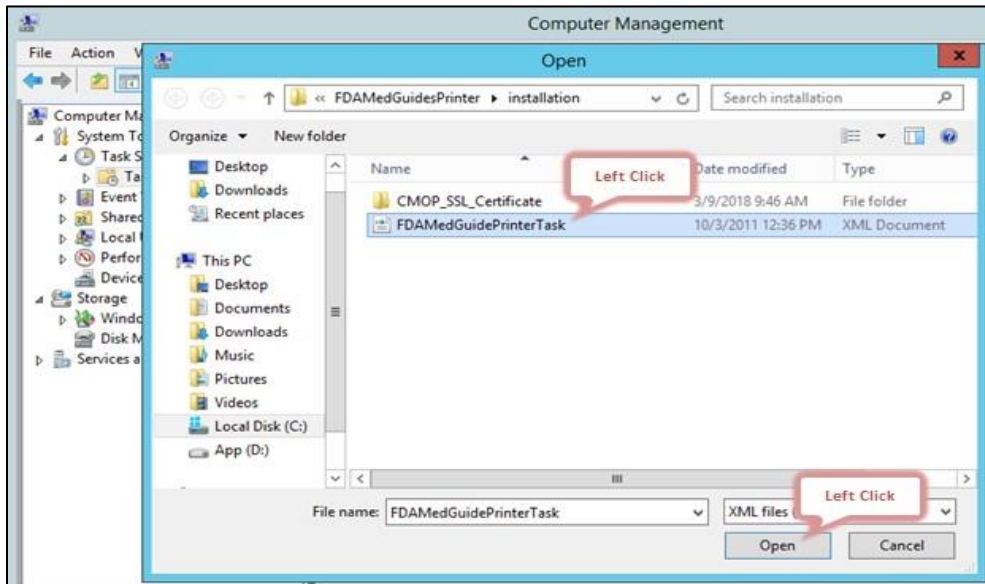 Computer Management
File Action V
Open
« FDAMedGuidesPrinter ▸ installation
Search installation
Organize New folder
Computer Ma
System To
Task S
Ta
Event
Shared
Local
Perfor
Device
Storage
Windo
Disk M
Services a
Desktop
Downloads
Recent places
This PC
Desktop
Documents
Downloads
Music
Pictures
Videos
Local Disk (C:)
App (D:)
Name Date modified Type
Left Click
CMOP_SSL_Certificate 3/9/2018 9:46 AM File folder
FDAMedGuidePrinterTask 10/3/2011 12:36 PM XML Document
Left Click
File name: FDAMedGuidePrinterTask XML files
Open Cancel